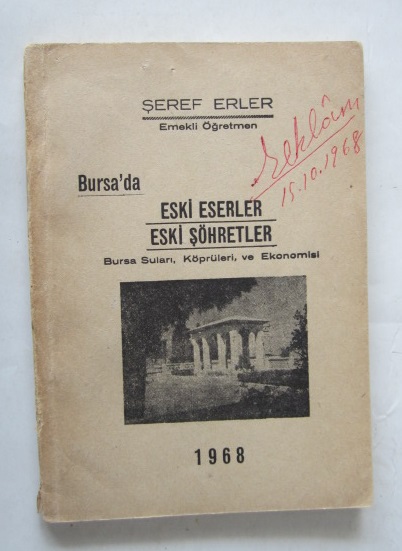 ŞEREF ERLER
Emekli Öğretmen
reklâm
15.10.1968
Bursa'da
ESKİ ESERLER
ESKİ ŞÖHRETLER
Bursa Suları, Köprüleri, ve Ekonomisi
1968